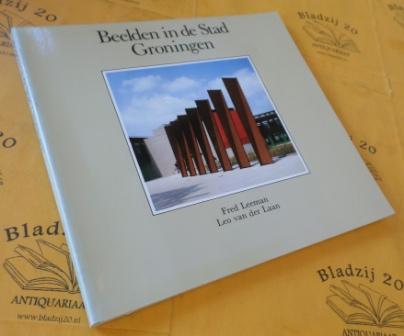 Beelden in de Stad
Groningen
Fred Leeman
Leo van der Laan
Bladzij 20
ANTIQUARIAAT
Bladzij 20
ANTIQUARIAA
www.bladzij20.nl
Bladzij 20
ANTIQUARIAAT